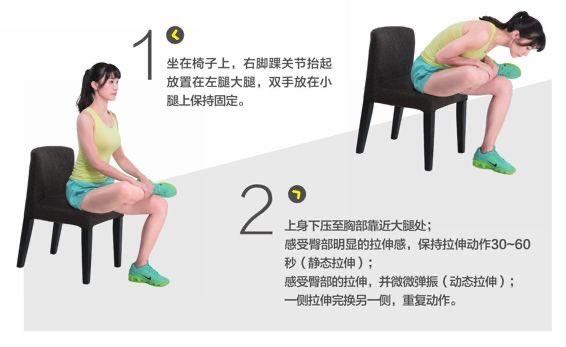 1
坐在椅子上，右脚踝关节抬起
放置在左腿大腿，双手放在小
腿上保持固定。
2
上身下压至胸部靠近大腿处；
感受臀部明显的拉伸感，保持拉伸动作30~60
秒（静态拉伸）；
感受臀部的拉伸，并微微弹振（动态拉伸）；
一侧拉伸完换另一侧，重复动作。